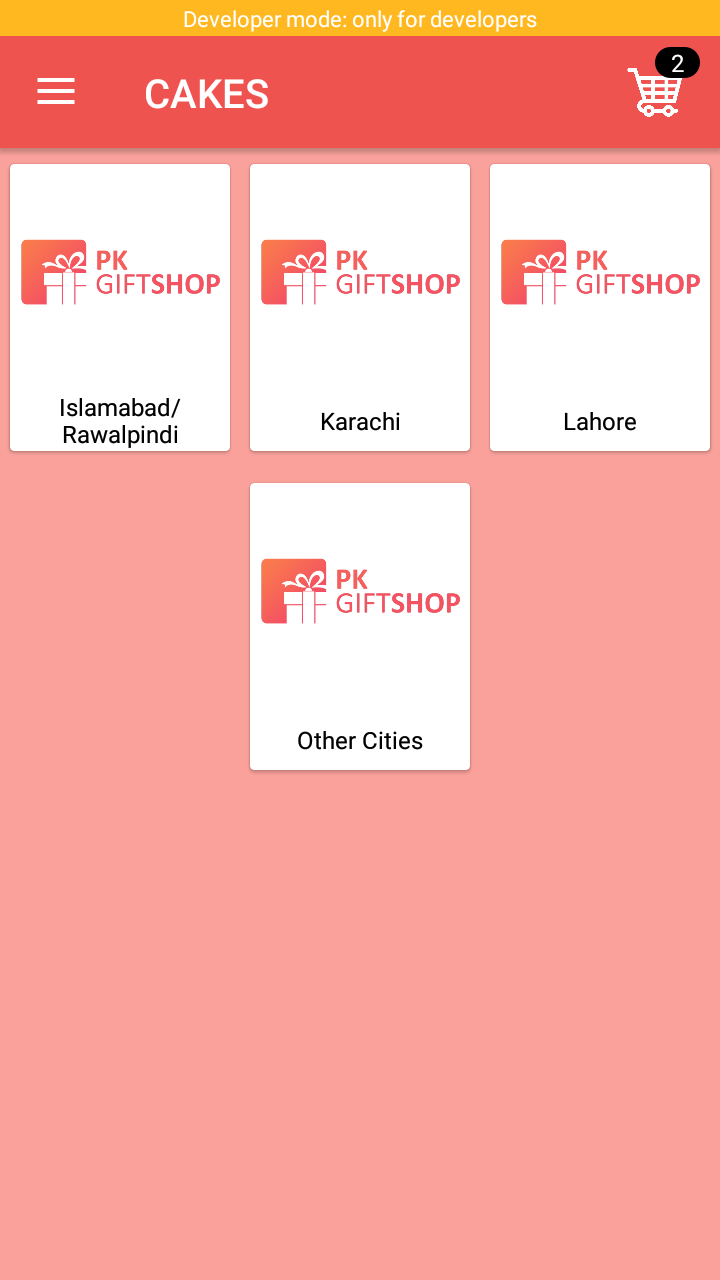 Developer mode: only for developers
CAKES
2
PK
GIFTSHOP
Islamabad/
Rawalpindi
PK
GIFTSHOP
Karachi
PK
GIFTSHOP
Lahore
PK
GIFTSHOP
Other Cities